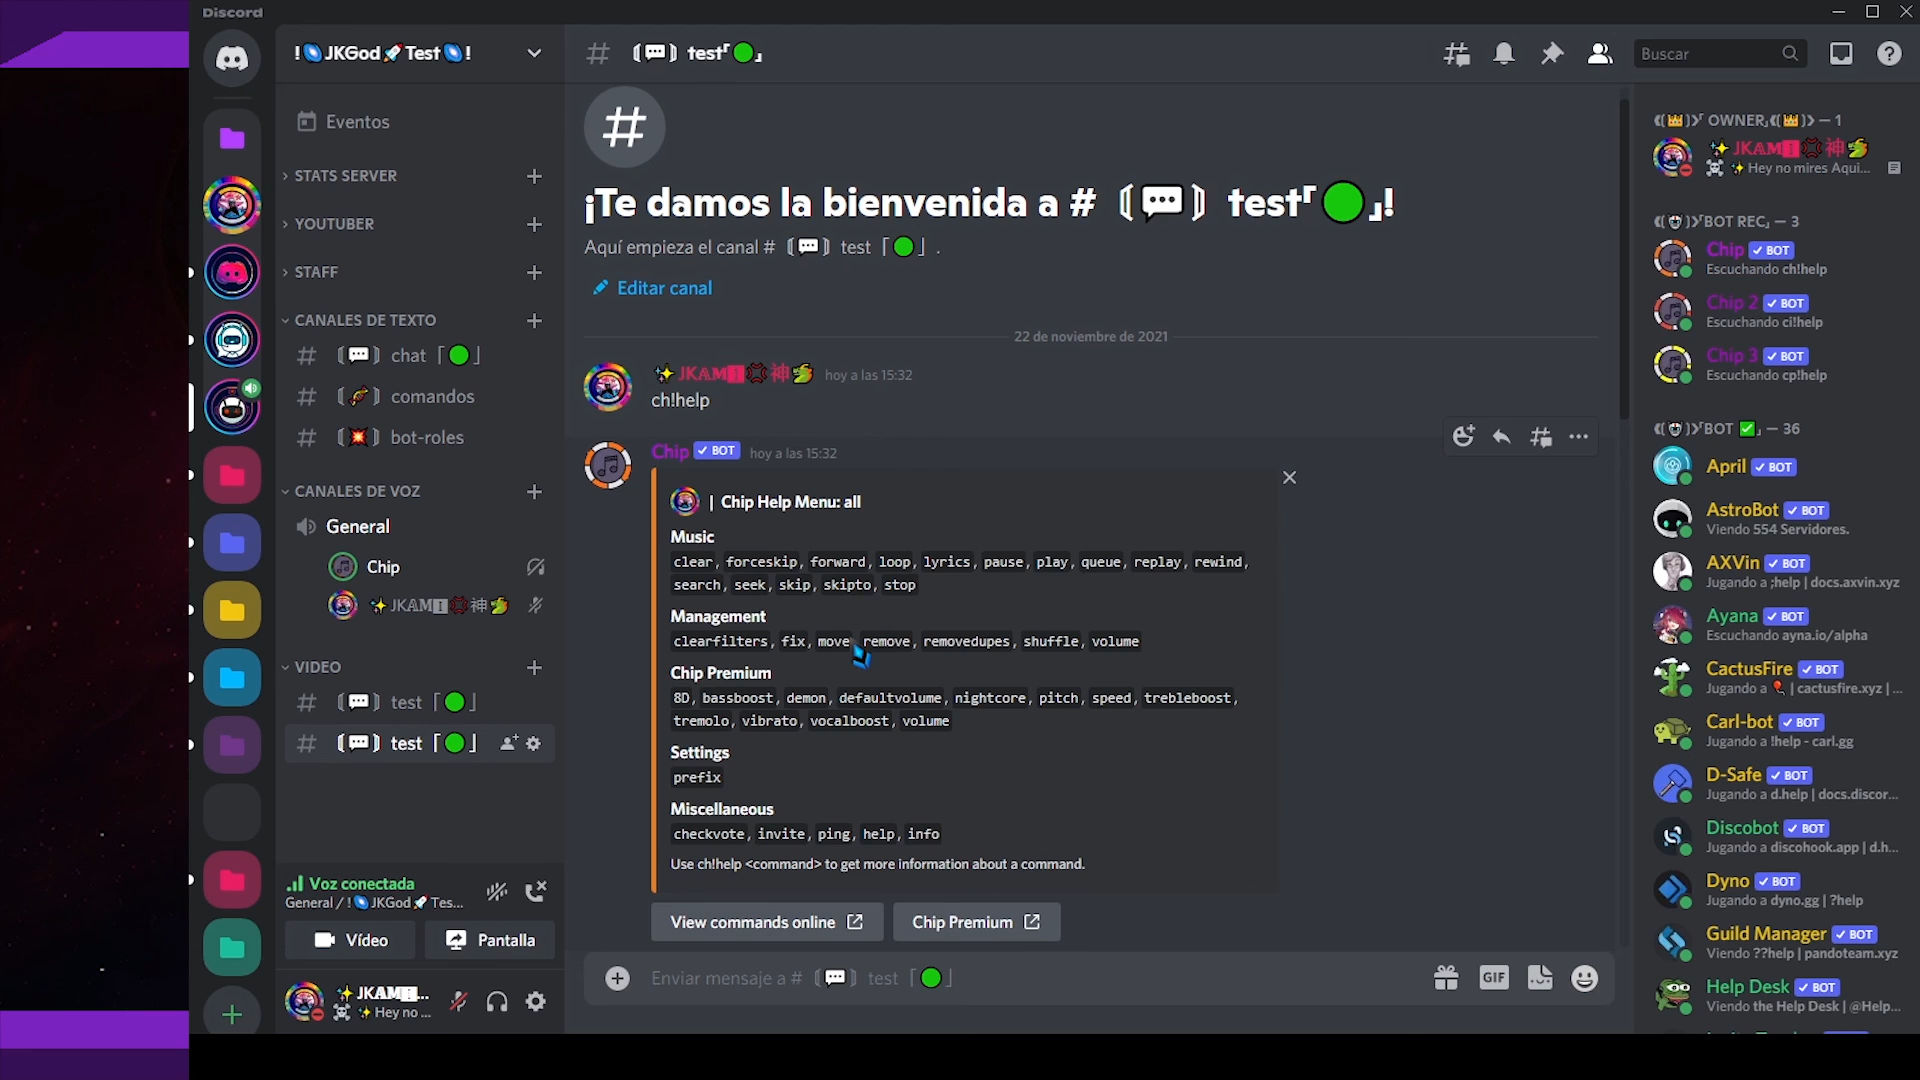 Discord
!🌀JKGod🚀Test🌀!
Eventos
STATS SERVER
YOUTUBER
STAFF
CANALES DE TEXTO
# 〘💬〙 chat「🟢」
# 〘🍬〙 comandos
# 〘💥〙 bot-roles
CANALES DE VOZ
General
Chip
✨JKAM🅸💢神🐲
VIDEO
# 〘💬〙 test「🟢」
# 〘💬〙 test「🟢」
Voz conectada
General / !🌀JKGod🚀Tes...
Vídeo
Pantalla
✨JKAM...
☠✨Hey no ...
# 〘💬〙 test「🟢」
Buscar
¡Te damos la bienvenida a # 〘💬〙 test「🟢」!
Aquí empieza el canal # 〘💬〙 test「🟢」.
Editar canal
22 de noviembre de 2021
✨JKAM🅸💢神🐲 hoy a las 15:32
ch!help
Chip ✓ BOT hoy a las 15:32
| Chip Help Menu: all
Music
clear, forceskip, forward, loop, lyrics, pause, play, queue, replay, rewind,
search, seek, skip, skipto, stop
Management
clearfilters, fix, move, remove, removedupes, shuffle, volume
Chip Premium
8D, bassboost, demon, defaultvolume, nightcore, pitch, speed, trebleboost,
tremolo, vibrato, vocalboost, volume
Settings
prefix
Miscellaneous
checkvote, invite, ping, help, info
Use ch!help <command> to get more information about a command.
View commands online
Chip Premium
Enviar mensaje a # 〘💬〙 test「🟢」
GIF
⟪(👑)⟫「OWNER」⟪(👑)⟫ — 1
✨JKAM🅸💢神🐲
☠✨Hey no mires Aqui...
BOT REC」 — 3
Chip ✓ BOT
Escuchando ch!help
Chip 2 ✓ BOT
Escuchando ci!help
Chip 3 ✓ BOT
Escuchando cp!help
BOT ✅」 — 36
April ✓ BOT
AstroBot ✓ BOT
Viendo 554 Servidores.
AXVin ✓ BOT
Jugando a ;help | docs.axvin.xyz
Ayana ✓ BOT
Escuchando ayna.io/alpha
CactusFire ✓ BOT
Jugando a 🎈 | cactusfire.xyz | ...
Carl-bot ✓ BOT
Jugando a !help - carl.gg
D-Safe ✓ BOT
Jugando a d.help | docs.discor...
Discobot ✓ BOT
Jugando a discohook.app | d.h...
Dyno ✓ BOT
Jugando a dyno.gg | ?help
Guild Manager ✓ BOT
Viendo ??help | pandoteam.xyz
Help Desk ✓ BOT
Viendo the Help Desk | @Help...